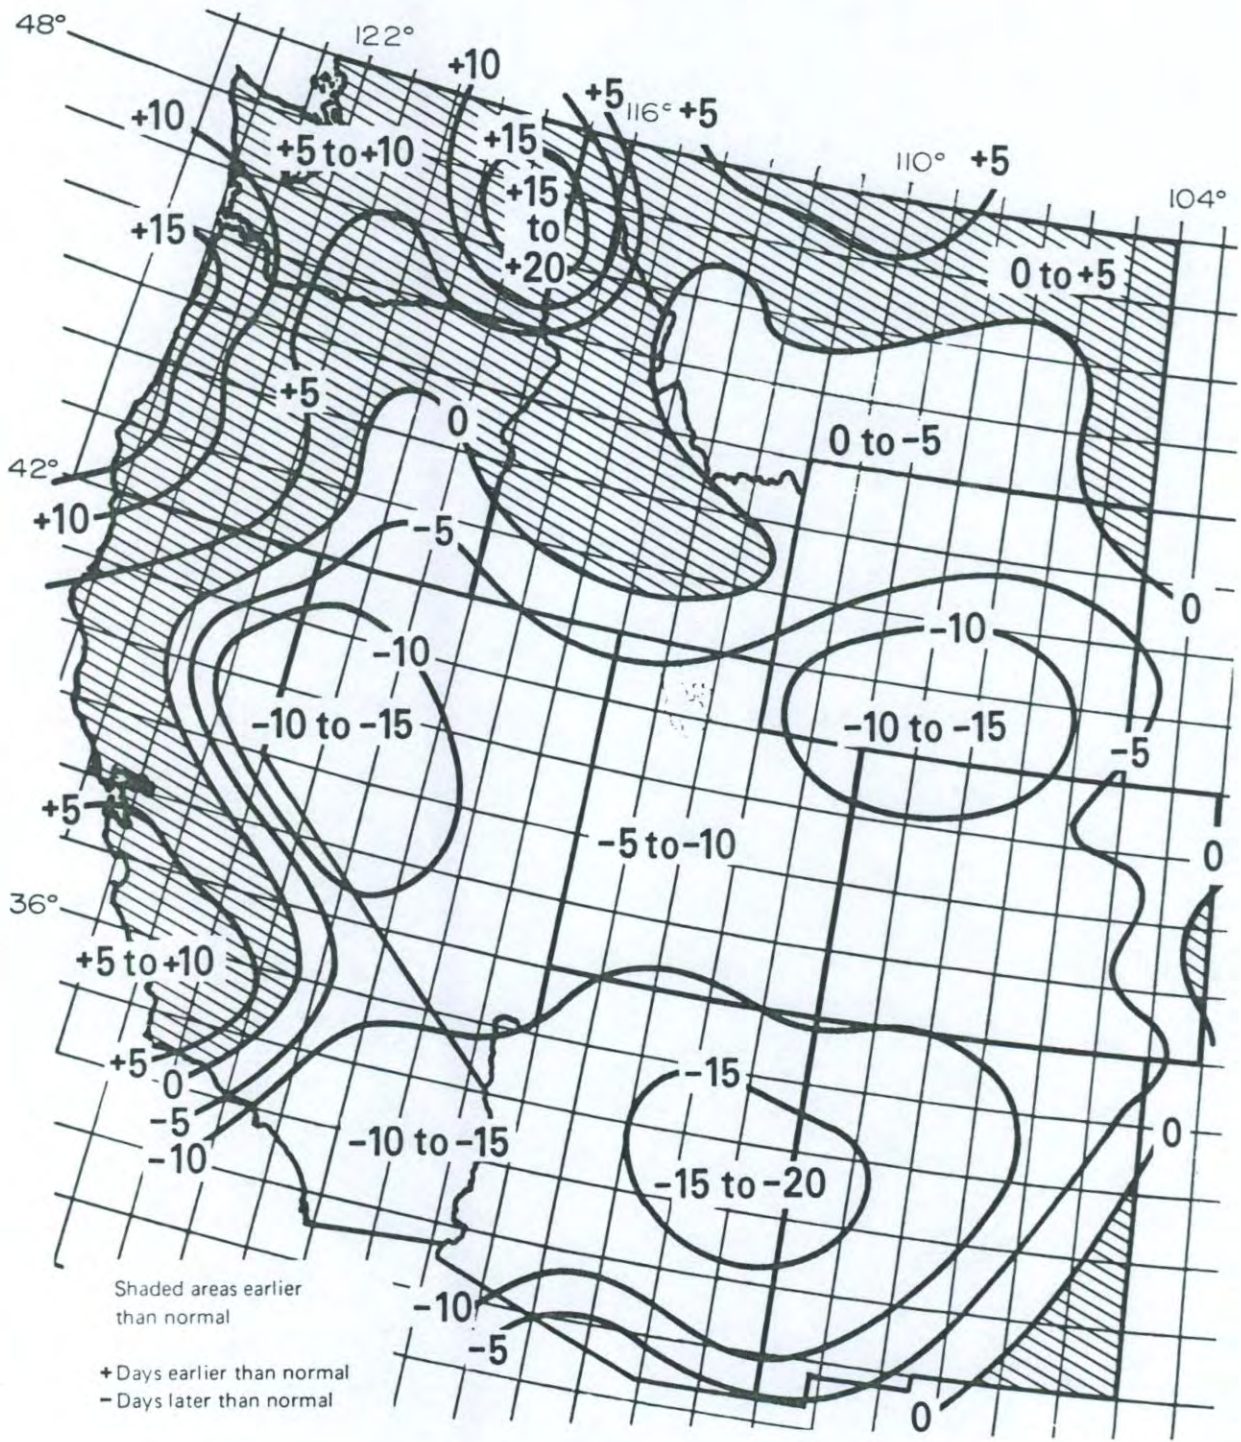 48°
122°
+10
+5
116°
+5
110°
+5
104°
+10
+5 to +10
+15
+15
to
+20
+15
0 to +5
+5
0
0 to -5
42°
+10
-5
0
-10
-10
-10 to -15
-10 to -15
-5
+5
-5 to -10
0
36°
+5 to +10
+5
0
-5
-10
-15
-10 to -15
0
-15 to -20
Shaded areas earlier
than normal
-10
-5
+ Days earlier than normal
- Days later than normal
0